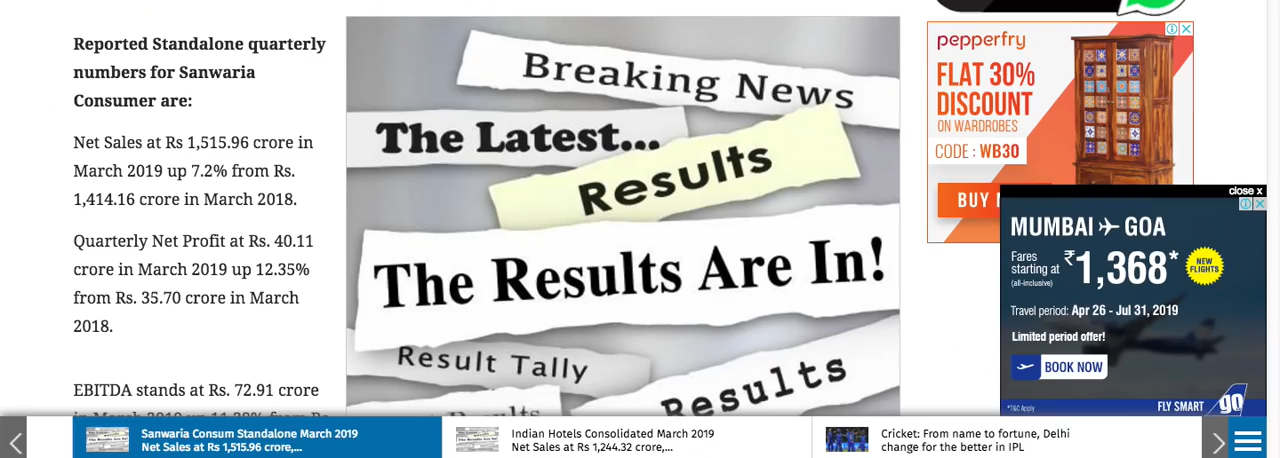 Reported Standalone quarterly
numbers for Sanwaria
Consumer are:
Net Sales at Rs 1,515.96 crore in
March 2019 up 7.2% from Rs.
1,414.16 crore in March 2018.
Quarterly Net Profit at Rs. 40.11
crore in March 2019 up 12.35%
from Rs. 35.70 crore in March
2018.
EBITDA stands at Rs. 72.91 crore
Breaking News
The Latest...
Results
The Results Are In!
Result Tally
Results
Results
pepperfry
FLAT 30%
DISCOUNT
ON WARDROBES
CODE : WB30
BUY
close x
MUMBAI GOA
Fares
starting at
(all-inclusive)
₹1,368*
NEW
FLIGHTS
Travel period: Apr 26 - Jul 31, 2019
Limited period offer!
BOOK NOW
*T&C Apply
FLY SMART go
Sanwaria Consum Standalone March 2019
Net Sales at Rs 1,515.96 crore,...
Indian Hotels Consolidated March 2019
Net Sales at Rs 1,244.32 crore,...
Cricket: From name to fortune, Delhi
change for the better in IPL